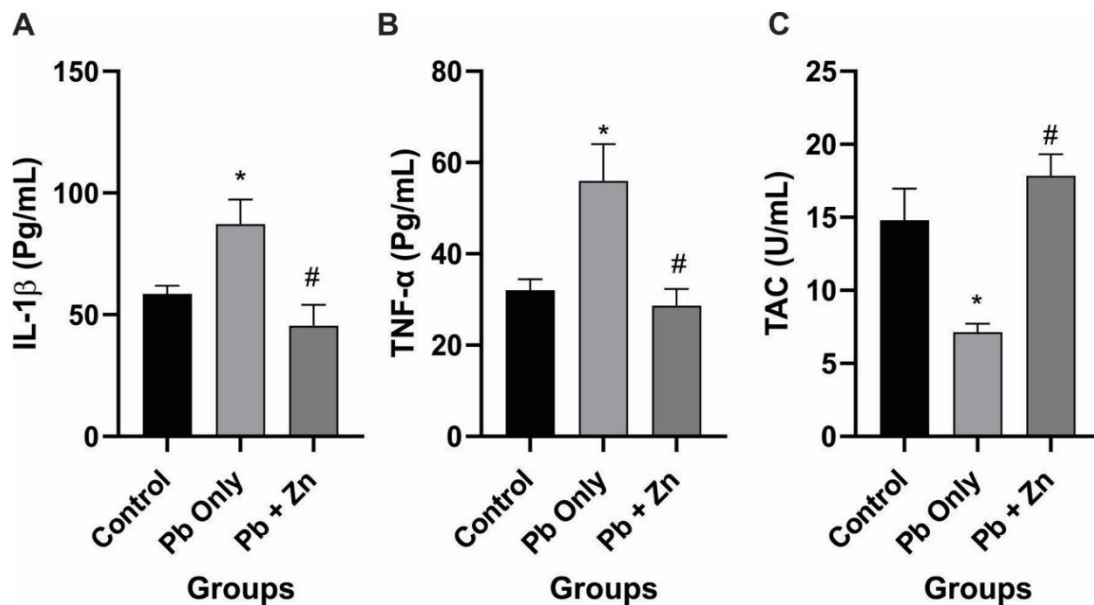 A
IL-1β (Pg/mL)
150
100
50
0
*
#
Control
Pb Only
Pb + Zn
Groups
B
TNF-α (Pg/mL)
80
60
40
20
0
*
#
Control
Pb Only
Pb + Zn
Groups
C
TAC (U/mL)
25
20
15
10
5
0
*
#
Control
Pb Only
Pb + Zn
Groups